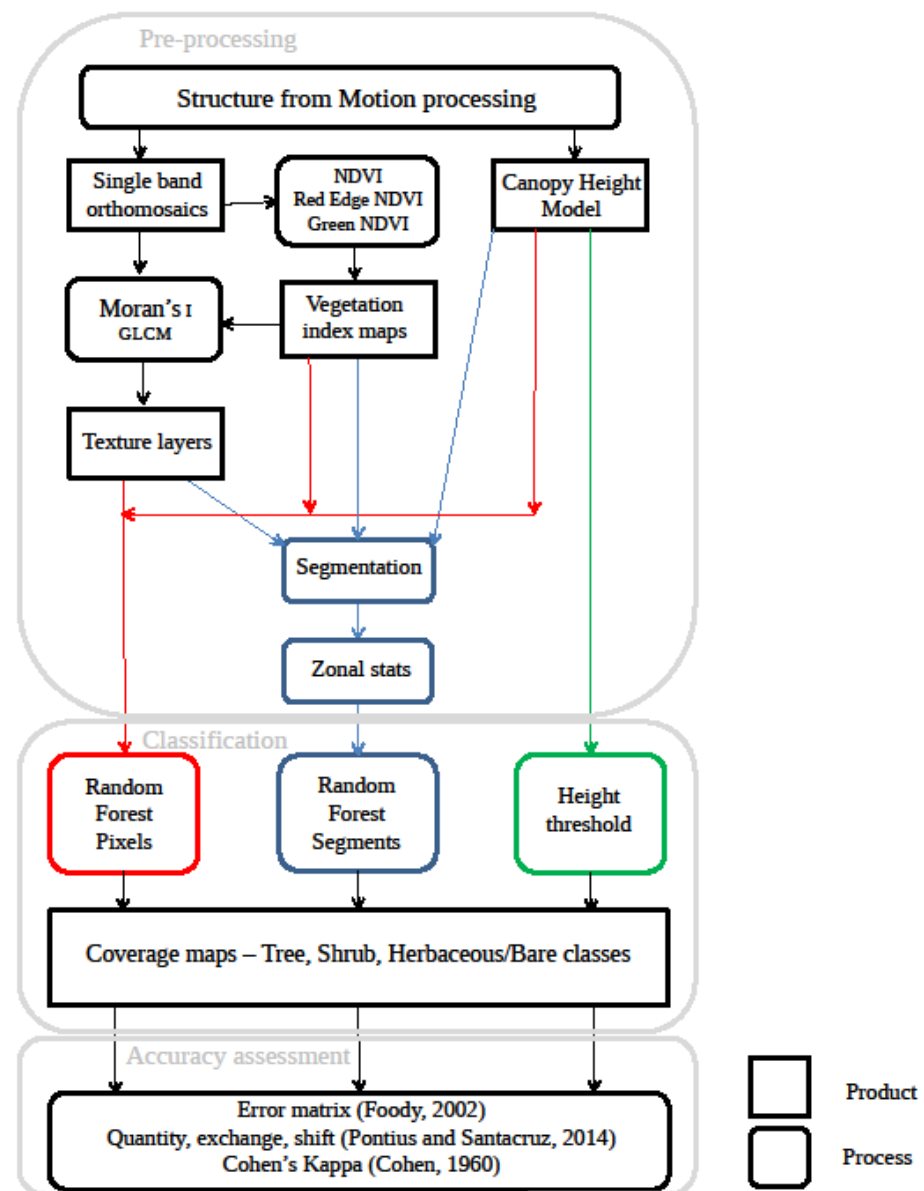 Pre-processing
Structure from Motion processing
Single band
orthomosaics
NDVI
Red Edge NDVI
Green NDVI
Canopy Height
Model
Moran's I
GLCM
Vegetation
index maps
Texture layers
Segmentation
Zonal stats
Classification
Random
Forest
Pixels
Random
Forest
Segments
Height
threshold
Coverage maps – Tree, Shrub, Herbaceous/Bare classes
Accuracy assessment
Error matrix (Foody, 2002)
Quantity, exchange, shift (Pontius and Santacruz, 2014)
Cohen's Kappa (Cohen, 1960)
Product
Process